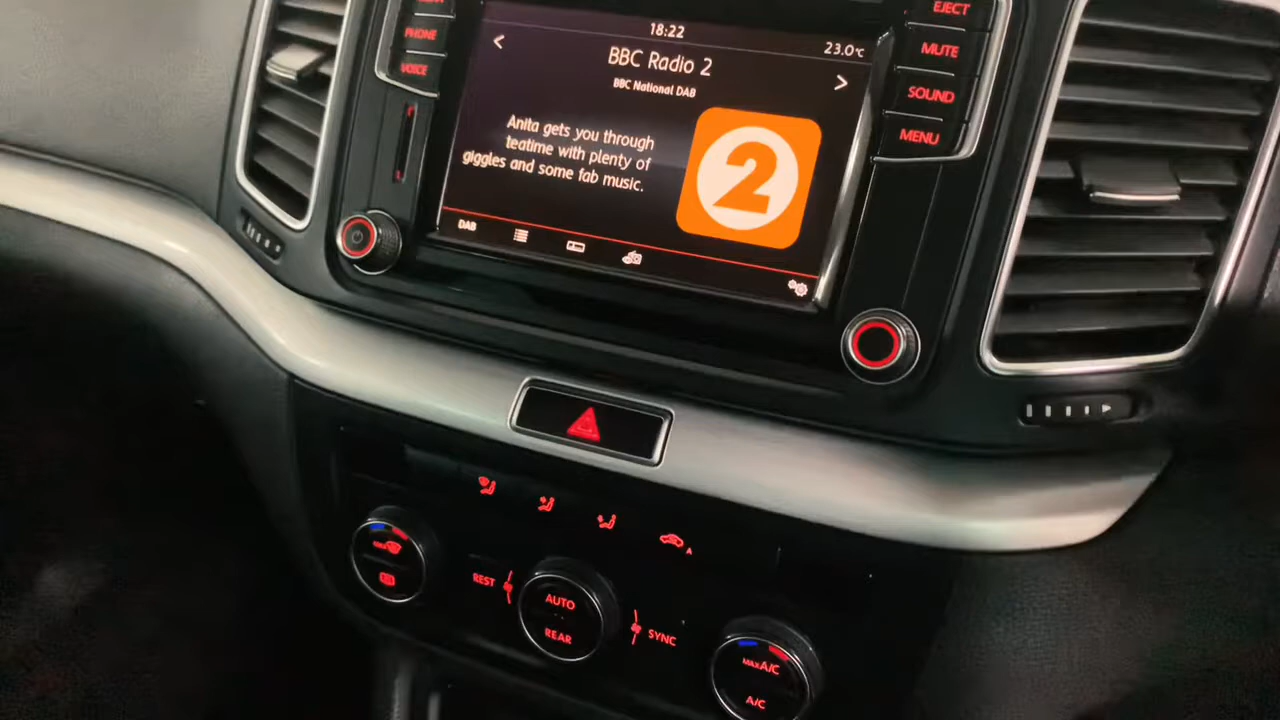 PHONE
VOICE
18:22
23.0°C
BBC Radio 2
BBC National DAB
Anita gets you through
teatime with plenty of
giggles and some fab music.
2
DAB
EJECT
MUTE
SOUND
MENU
MAX
REST
AUTO
REAR
SYNC
A
MAX A/C
A/C